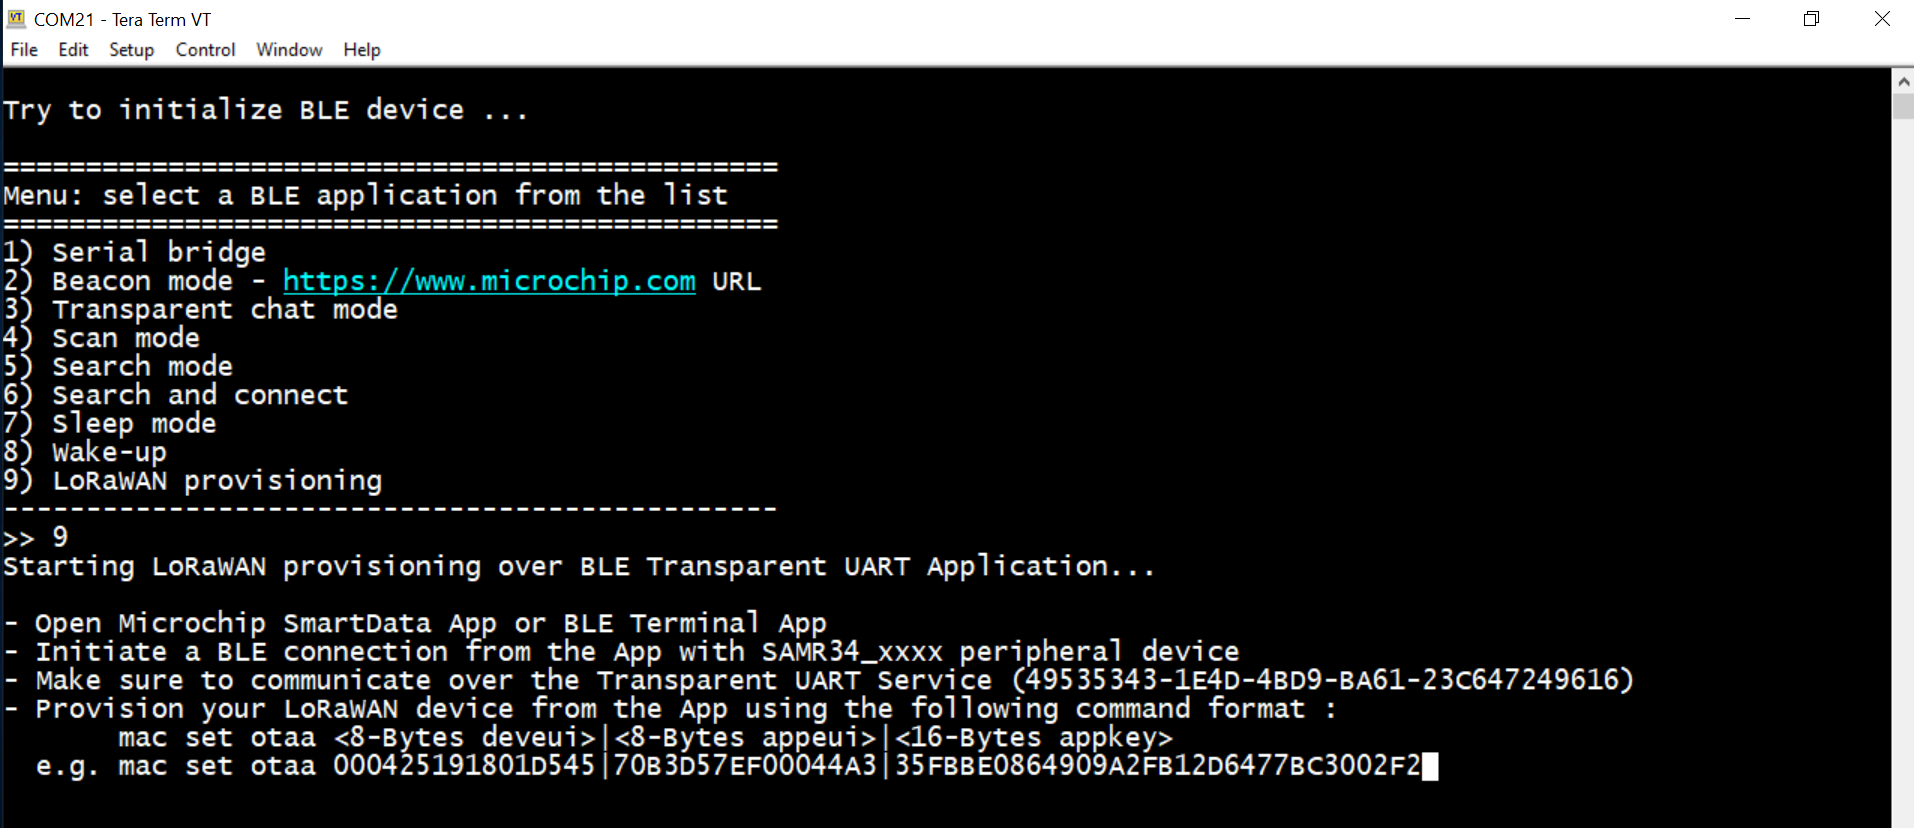 COM21 - Tera Term VT
File Edit Setup Control Window Help
Try to initialize BLE device ...
===============================================
Menu: select a BLE application from the list
===============================================
1) Serial bridge
2) Beacon mode - https://www.microchip.com URL
3) Transparent chat mode
4) Scan mode
5) Search mode
6) Search and connect
7) Sleep mode
8) Wake-up
9) LoRaWAN provisioning
-----------------------------------------------
>> 9
Starting LoRaWAN provisioning over BLE Transparent UART Application...
- Open Microchip SmartData App or BLE Terminal App
- Initiate a BLE connection from the App with SAMR34_xxxx peripheral device
- Make sure to communicate over the Transparent UART Service (49535343-1E4D-4BD9-BA61-23C647249616)
- Provision your LoRaWAN device from the App using the following command format :
mac set otaa <8-Bytes deveui>|<8-Bytes appeui>|<16-Bytes appkey>
e.g. mac set otaa 000425191801D545|70B3D57EF00044A3|35FBBE0864909A2FB12D6477BC3002F2